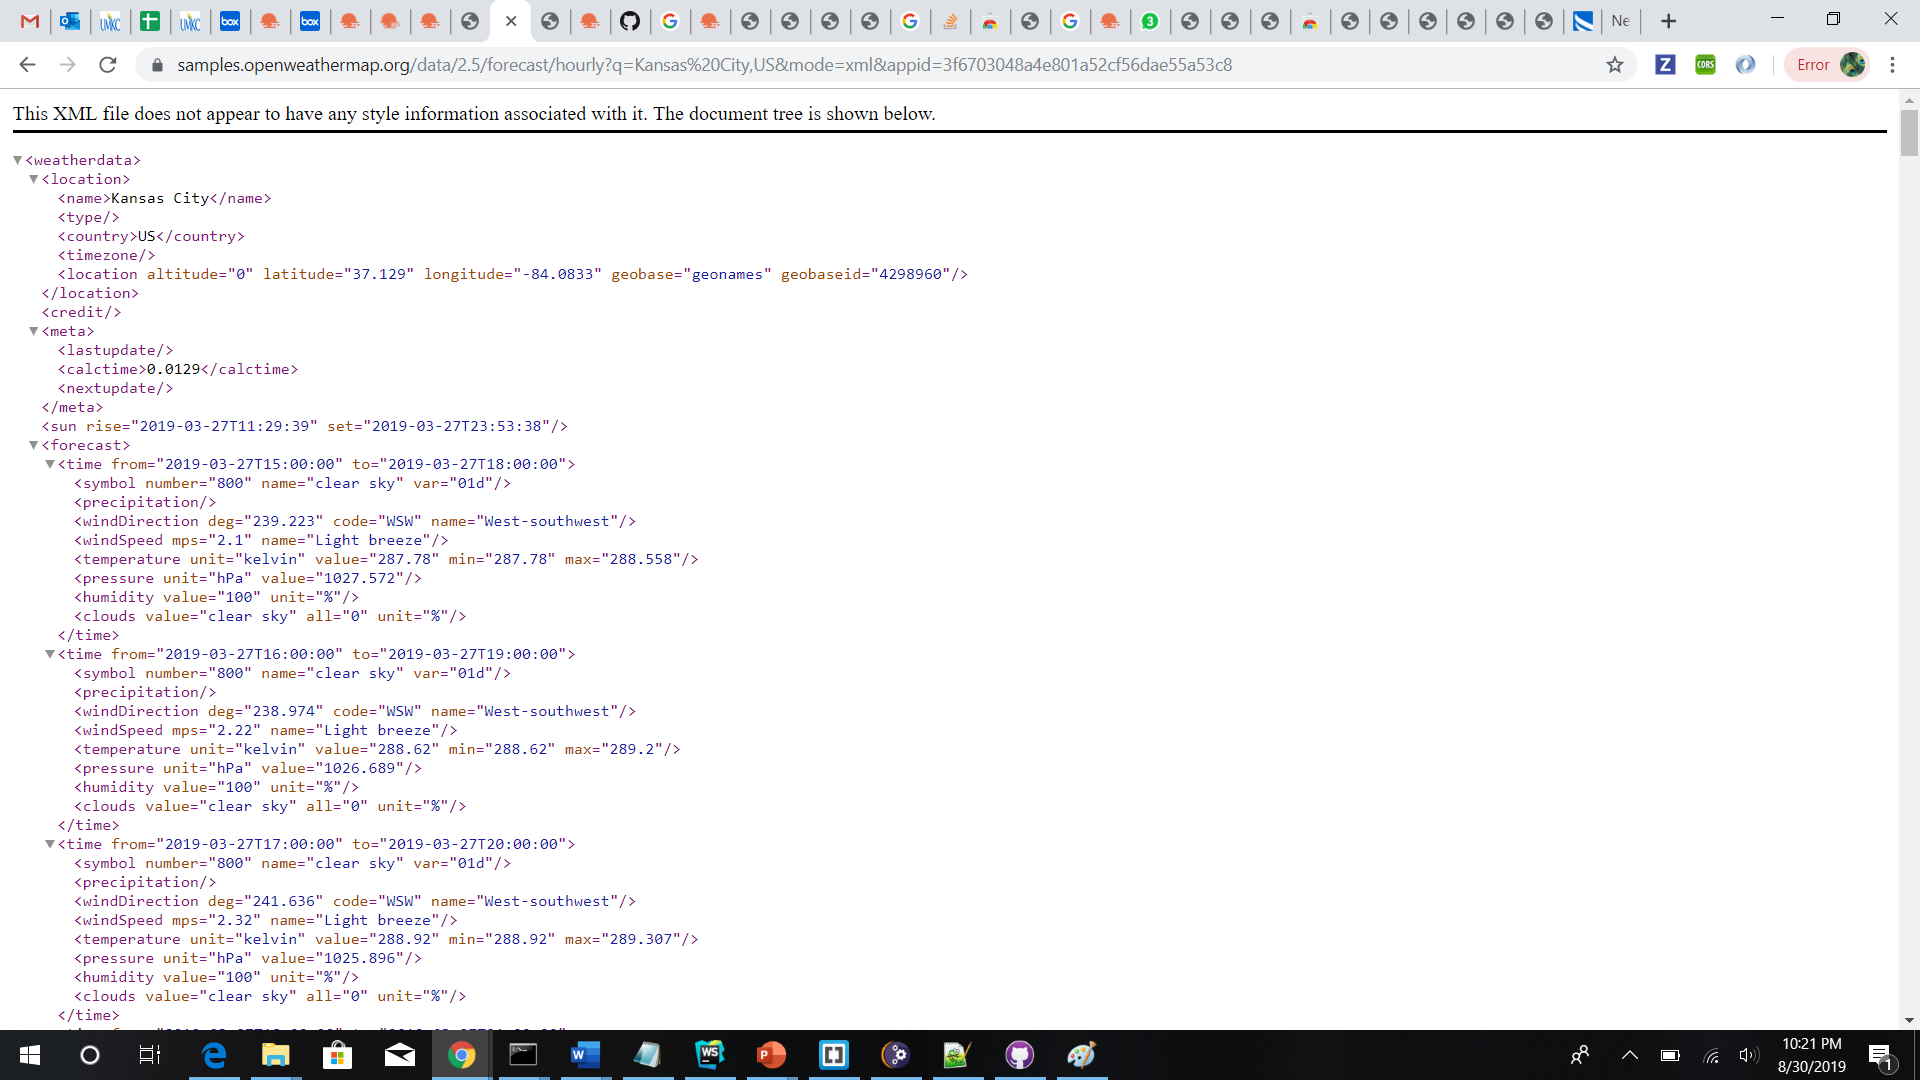 Ne
samples.openweathermap.org/data/2.5/forecast/hourly?q=Kansas%20City,US&mode=xml&appid=3f6703048a4e801a52cf56dae55a53c8
Error
This XML file does not appear to have any style information associated with it. The document tree is shown below.
<weatherdata>
<location>
<name>Kansas City</name>
<type/>
<country>US</country>
<timezone/>
<location altitude="0" latitude="37.129" longitude="-84.0833" geobase="geonames" geobaseid="4298960"/>
</location>
<credit/>
<meta>
<lastupdate/>
<calctime>0.0129</calctime>
<nextupdate/>
</meta>
<sun rise="2019-03-27T11:29:39" set="2019-03-27T23:53:38"/>
<forecast>
<time from="2019-03-27T15:00:00" to="2019-03-27T18:00:00">
<symbol number="800" name="clear sky" var="01d"/>
<precipitation/>
<windDirection deg="239.223" code="WSW" name="West-southwest"/>
<windSpeed mps="2.1" name="Light breeze"/>
<temperature unit="kelvin" value="287.78" min="287.78" max="288.558"/>
<pressure unit="hPa" value="1027.572"/>
<humidity value="100" unit="%"/>
<clouds value="clear sky" all="0" unit="%"/>
</time>
<time from="2019-03-27T16:00:00" to="2019-03-27T19:00:00">
<symbol number="800" name="clear sky" var="01d"/>
<precipitation/>
<windDirection deg="238.974" code="WSW" name="West-southwest"/>
<windSpeed mps="2.22" name="Light breeze"/>
<temperature unit="kelvin" value="288.62" min="288.62" max="289.2"/>
<pressure unit="hPa" value="1026.689"/>
<humidity value="100" unit="%"/>
<clouds value="clear sky" all="0" unit="%"/>
</time>
<time from="2019-03-27T17:00:00" to="2019-03-27T20:00:00">
<symbol number="800" name="clear sky" var="01d"/>
<precipitation/>
<windDirection deg="241.636" code="WSW" name="West-southwest"/>
<windSpeed mps="2.32" name="Light breeze"/>
<temperature unit="kelvin" value="288.92" min="288.92" max="289.307"/>
<pressure unit="hPa" value="1025.896"/>
<humidity value="100" unit="%"/>
<clouds value="clear sky" all="0" unit="%"/>
</time>
10:21 PM
8/30/2019
1